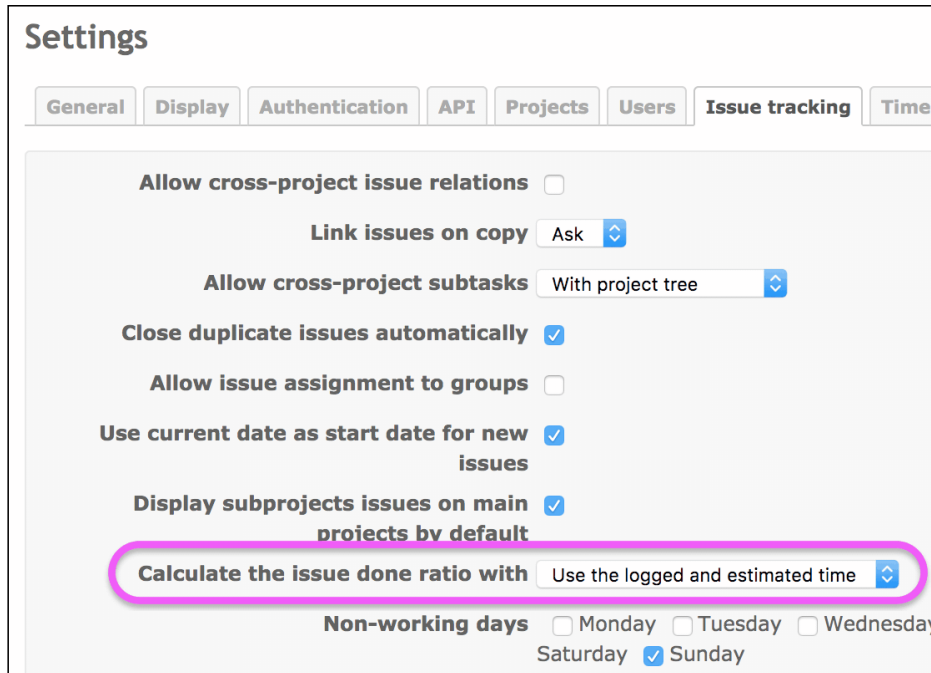 Settings
General Display Authentication API Projects Users Issue tracking Time
Allow cross-project issue relations
Link issues on copy Ask
Allow cross-project subtasks With project tree
Close duplicate issues automatically
Allow issue assignment to groups
Use current date as start date for new
issues
Display subprojects issues on main
projects by default
Calculate the issue done ratio with Use the logged and estimated time
Non-working days Monday Tuesday Wednesday
Saturday Sunday